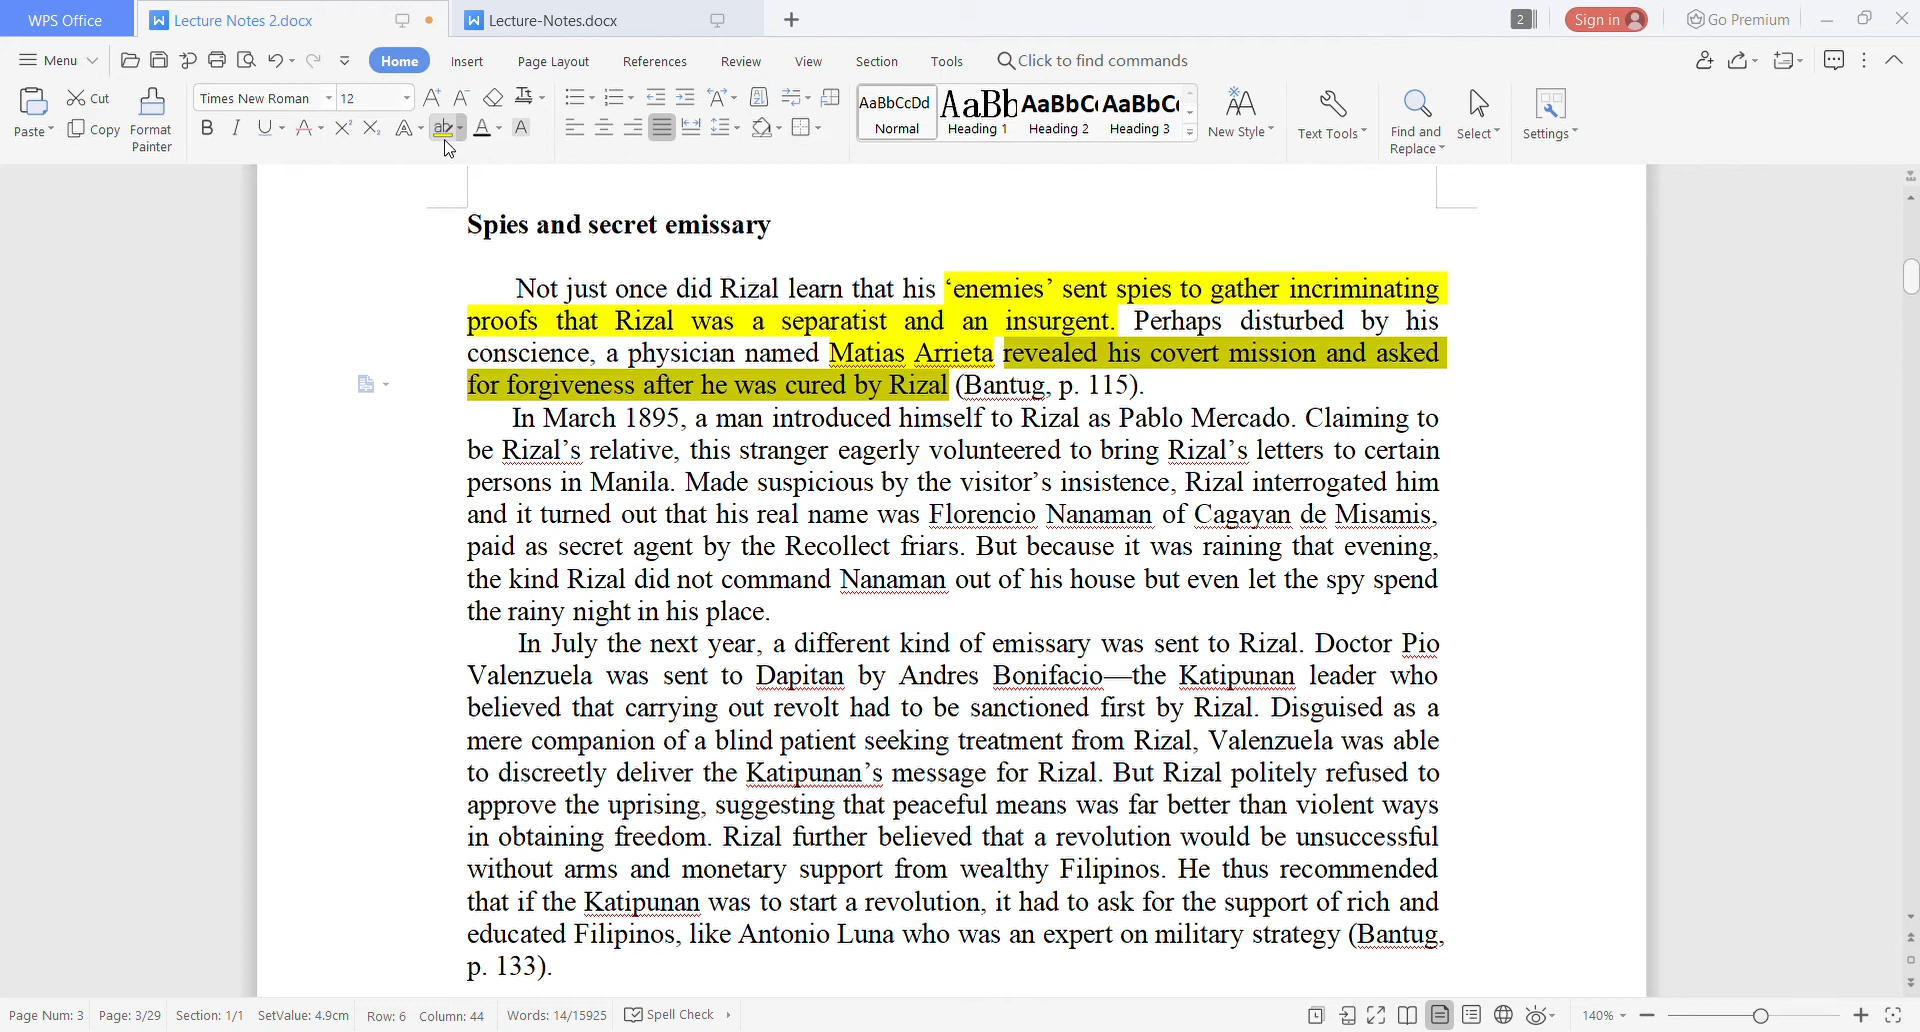 WPS Office
Lecture Notes 2.docx
Lecture-Notes.docx
2
Sign in
Go Premium
Menu
Home
Insert
Page Layout
References
Review
View
Section
Tools
Click to find commands
Paste
Cut
Copy
Format Painter
Times New Roman
12
AaBbCcDd
Normal
AaBb
Heading 1
AaBbC
Heading 2
AaBbC
Heading 3
New Style
Text Tools
Find and Replace
Select
Settings
Spies and secret emissary
Not just once did Rizal learn that his ‘enemies’ sent spies to gather incriminating
proofs that Rizal was a separatist and an insurgent. Perhaps disturbed by his
conscience, a physician named Matias Arrieta revealed his covert mission and asked
for forgiveness after he was cured by Rizal (Bantug, p. 115).
In March 1895, a man introduced himself to Rizal as Pablo Mercado. Claiming to
be Rizal’s relative, this stranger eagerly volunteered to bring Rizal’s letters to certain
persons in Manila. Made suspicious by the visitor’s insistence, Rizal interrogated him
and it turned out that his real name was Florencio Nanaman of Cagayan de Misamis,
paid as secret agent by the Recollect friars. But because it was raining that evening,
the kind Rizal did not command Nanaman out of his house but even let the spy spend
the rainy night in his place.
In July the next year, a different kind of emissary was sent to Rizal. Doctor Pio
Valenzuela was sent to Dapitan by Andres Bonifacio—the Katipunan leader who
believed that carrying out revolt had to be sanctioned first by Rizal. Disguised as a
mere companion of a blind patient seeking treatment from Rizal, Valenzuela was able
to discreetly deliver the Katipunan’s message for Rizal. But Rizal politely refused to
approve the uprising, suggesting that peaceful means was far better than violent ways
in obtaining freedom. Rizal further believed that a revolution would be unsuccessful
without arms and monetary support from wealthy Filipinos. He thus recommended
that if the Katipunan was to start a revolution, it had to ask for the support of rich and
educated Filipinos, like Antonio Luna who was an expert on military strategy (Bantug,
p. 133).
Page Num: 3
Page: 3/29
Section: 1/1
SetValue: 4.9cm
Row: 6
Column: 44
Words: 14/15925
Spell Check
140%